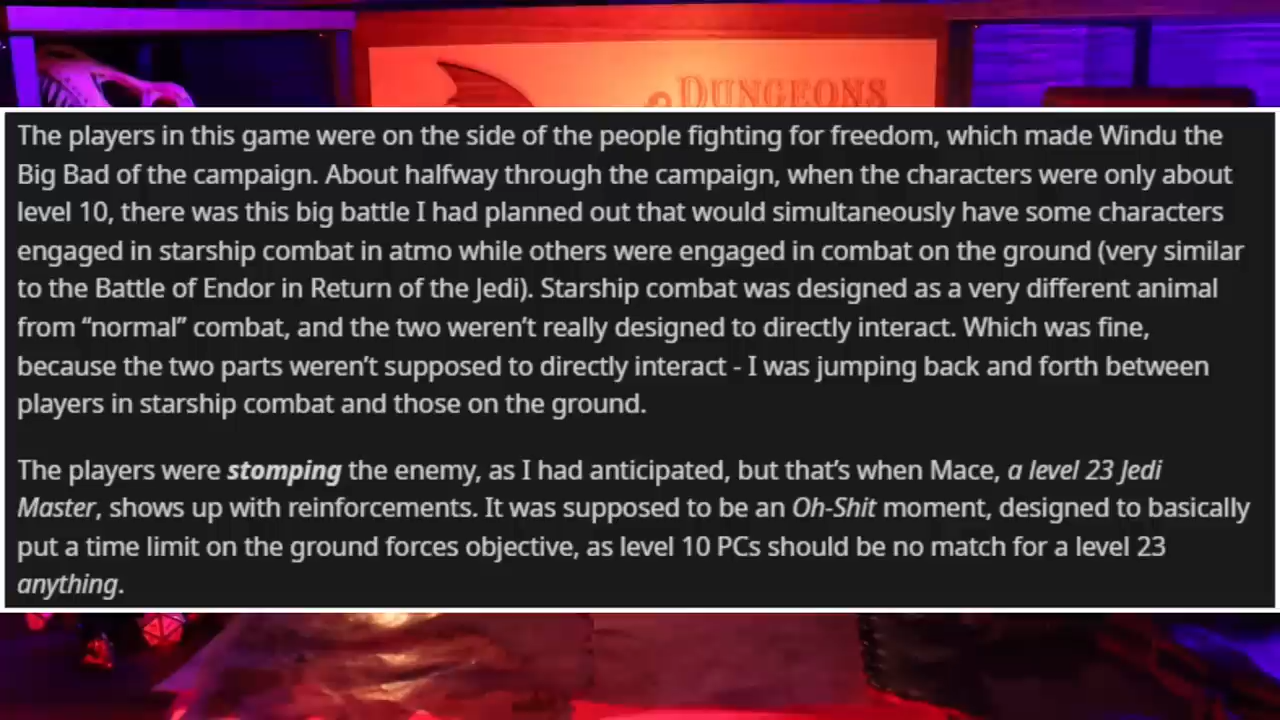 DUNGEONS
The players in this game were on the side of the people fighting for freedom, which made Windu the
Big Bad of the campaign. About halfway through the campaign, when the characters were only about
level 10, there was this big battle I had planned out that would simultaneously have some characters
engaged in starship combat in atmo while others were engaged in combat on the ground (very similar
to the Battle of Endor in Return of the Jedi). Starship combat was designed as a very different animal
from “normal” combat, and the two weren’t really designed to directly interact. Which was fine,
because the two parts weren’t supposed to directly interact - I was jumping back and forth between
players in starship combat and those on the ground.
The players were stomping the enemy, as I had anticipated, but that’s when Mace, a level 23 Jedi
Master, shows up with reinforcements. It was supposed to be an Oh-Shit moment, designed to basically
put a time limit on the ground forces objective, as level 10 PCs should be no match for a level 23
anything.